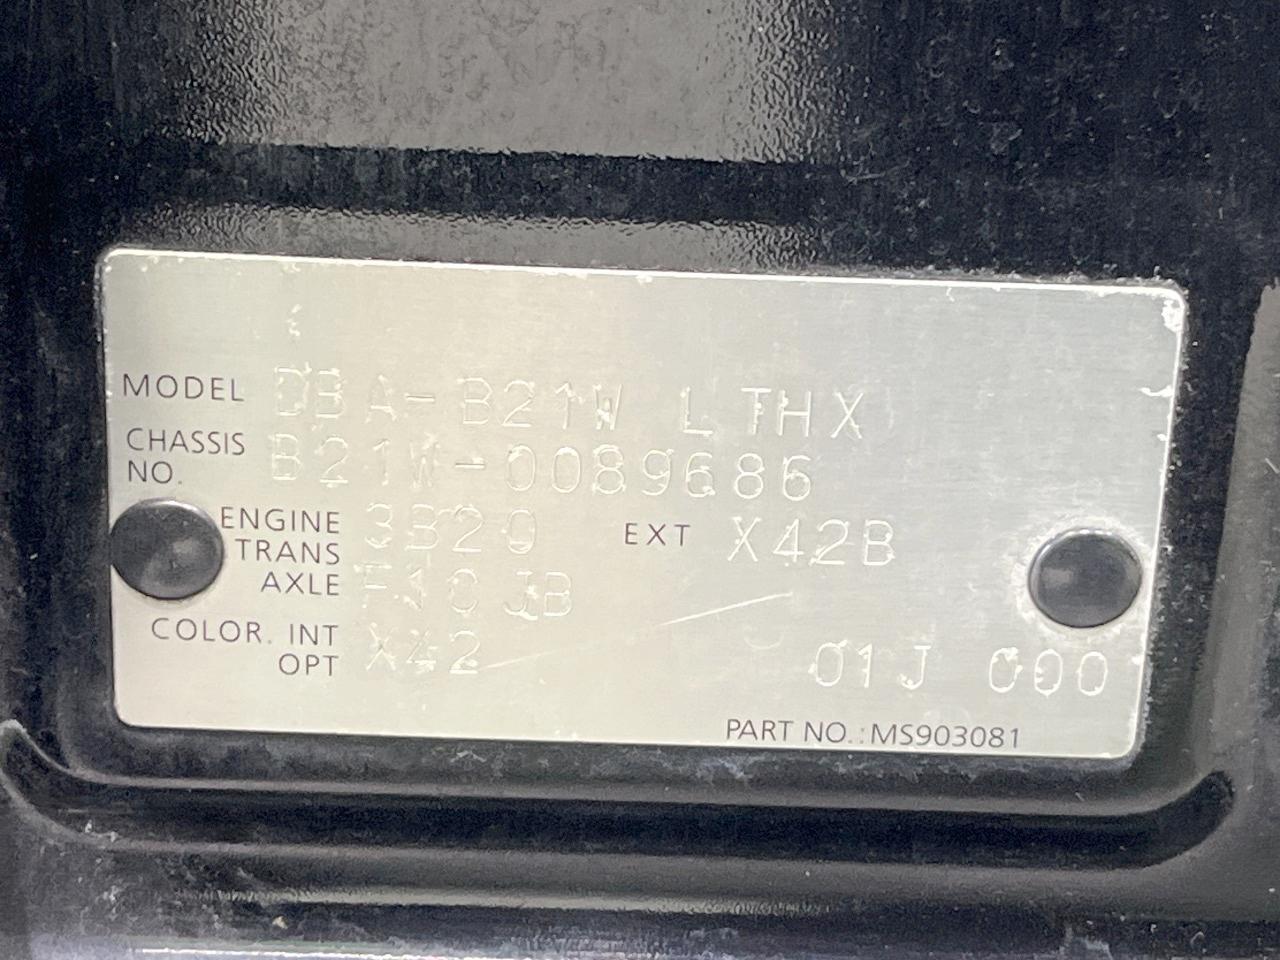 MODEL DBA-B21W LTHX
CHASSIS NO. B21W-0089686
ENGINE 3B20 EXT X42B
TRANS AXLE F1CJB
COLOR. INT OPT X42 01J 000
PART NO.:MS903081